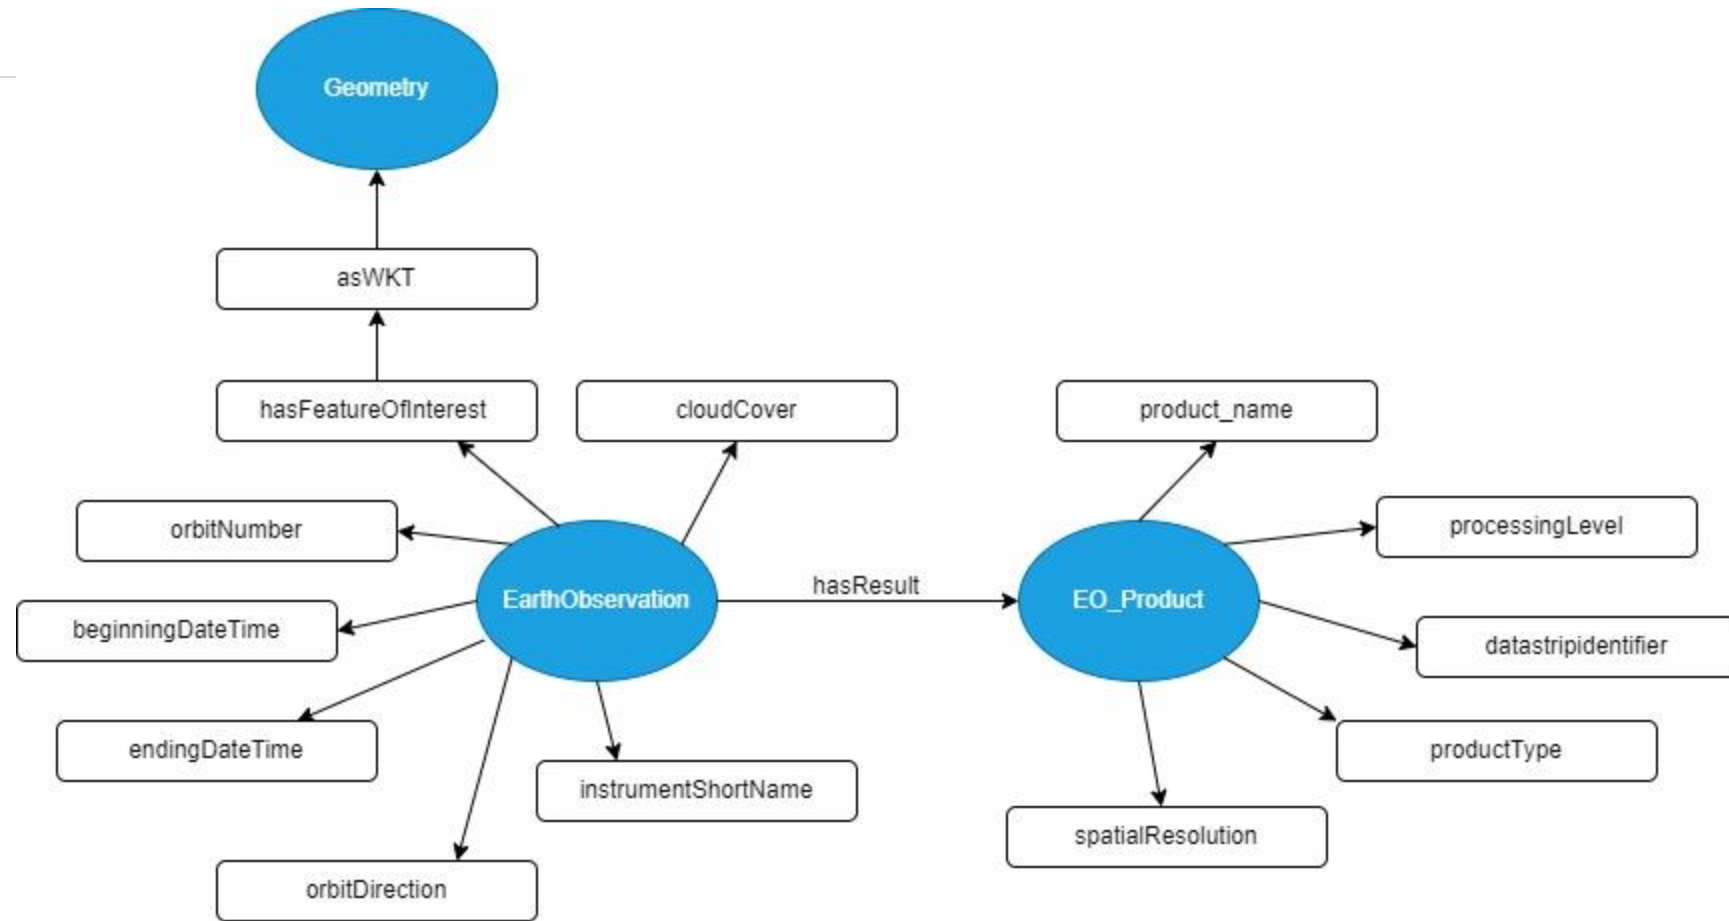 Geometry
asWKT
hasFeatureOfInterest
cloudCover
product_name
orbitNumber
processingLevel
hasResult
EarthObservation
EO_Product
beginningDateTime
datastripidentifier
endingDateTime
productType
instrumentShortName
spatialResolution
orbitDirection